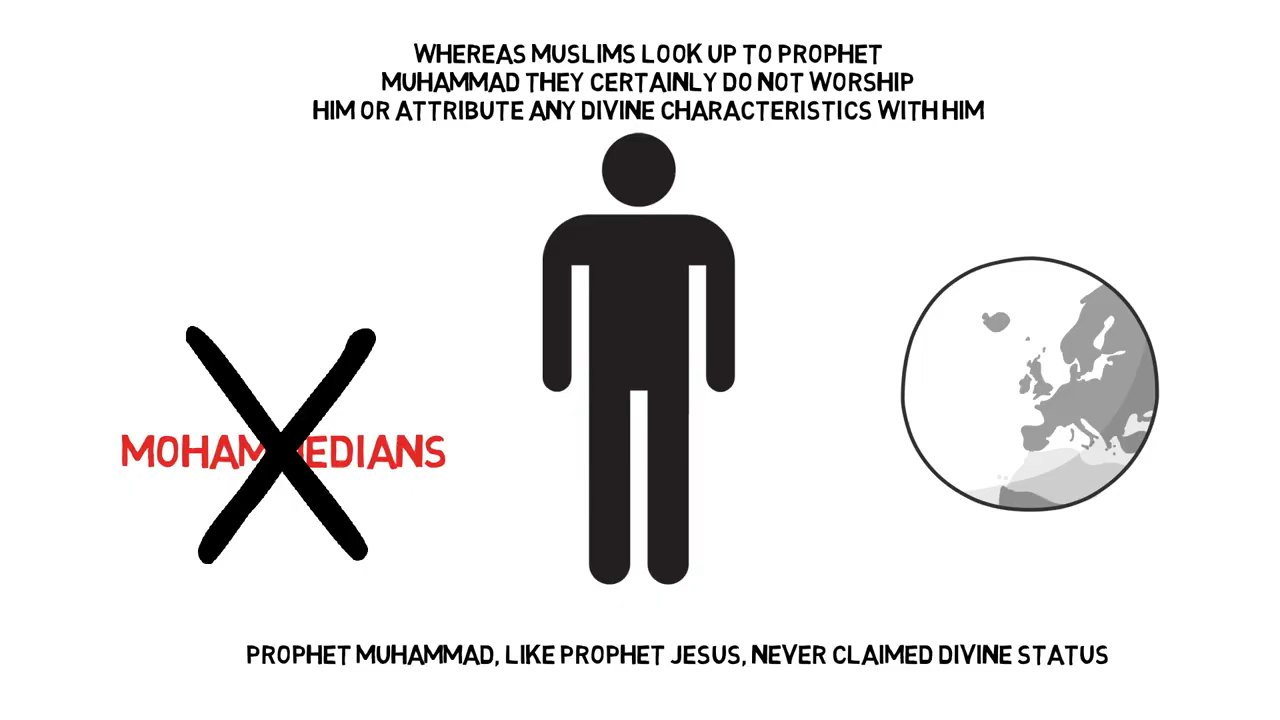 WHEREAS MUSLIMS LOOK UP TO PROPHET
MUHAMMAD THEY CERTAINLY DO NOT WORSHIP
HIM OR ATTRIBUTE ANY DIVINE CHARACTERISTICS WITH HIM
MOHAMMEDIANS
PROPHET MUHAMMAD, LIKE PROPHET JESUS, NEVER CLAIMED DIVINE STATUS